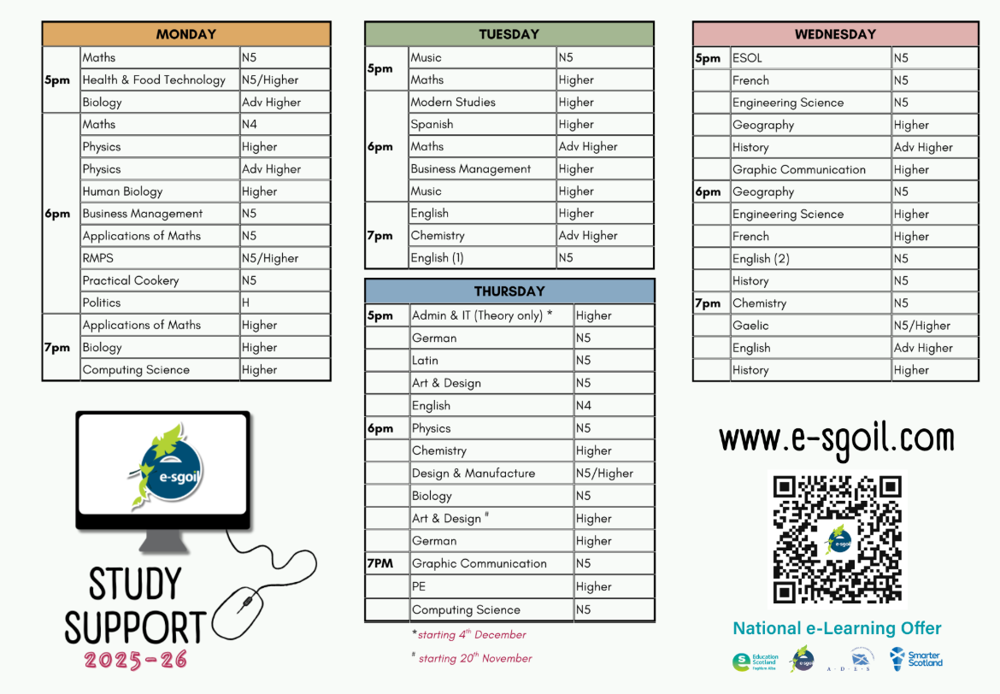 MONDAY
5pm
Maths N5
Health & Food Technology N5/Higher
Biology Adv Higher
6pm
Maths N4
Physics Higher
Physics Adv Higher
Human Biology Higher
Business Management N5
Applications of Maths N5
RMPS N5/Higher
Practical Cookery N5
Politics H
7pm
Applications of Maths Higher
Biology Higher
Computing Science Higher
TUESDAY
5pm
Music N5
Maths Higher
6pm
Modern Studies Higher
Spanish Higher
Maths Adv Higher
Business Management Higher
Music Higher
7pm
English Higher
Chemistry Adv Higher
English (1) N5
WEDNESDAY
5pm ESOL N5
French N5
Engineering Science N5
Geography Higher
History Adv Higher
Graphic Communication Higher
6pm Geography N5
Engineering Science Higher
French Higher
English (2) N5
History N5
7pm Chemistry N5
Gaelic N5/Higher
English Adv Higher
History Higher
THURSDAY
5pm Admin & IT (Theory only) * Higher
German N5
Latin N5
Art & Design N5
English N4
6pm Physics N5
Chemistry Higher
Design & Manufacture N5/Higher
Biology N5
Art & Design # Higher
German Higher
7PM Graphic Communication N5
PE Higher
Computing Science N5
*starting 4th December
# starting 20th November
e-sgoil
STUDY
SUPPORT
2025-26
www.e-sgoil.com
e-sgoil
National e-Learning Offer
Education
Scotland
Foghlam Alba
e-sgoil
A·D·E·S
Smarter
Scotland